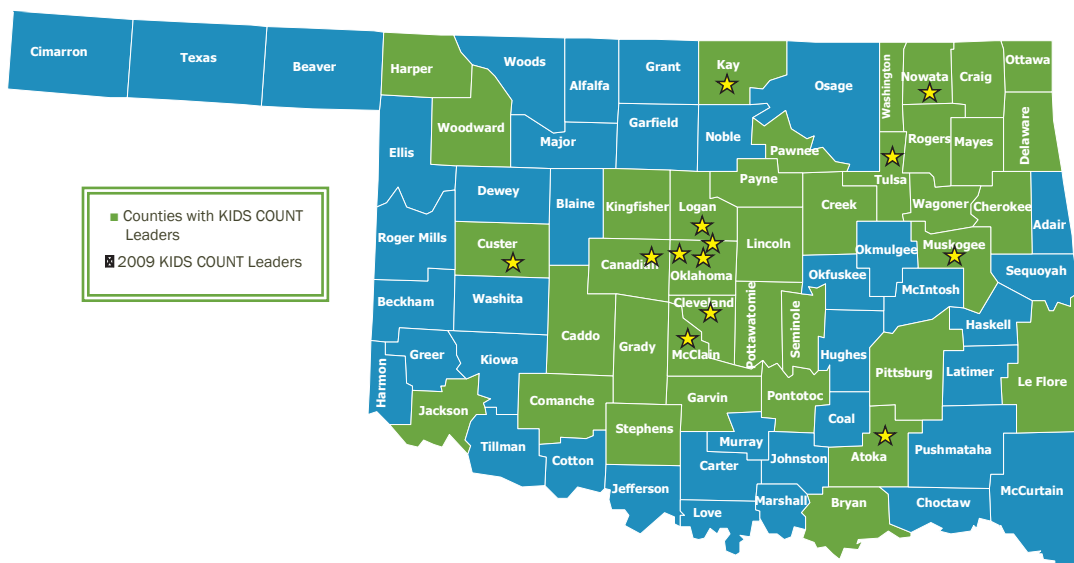 Cimarron
Texas
Beaver
Harper
Woods
Alfalfa
Grant
Kay
Osage
Washington
Nowata
Craig
Ottawa
Woodward
Major
Garfield
Noble
Pawnee
Rogers
Mayes
Delaware
Ellis
Dewey
Blaine
Kingfisher
Logan
Payne
Creek
Tulsa
Wagoner
Cherokee
Adair
Counties with KIDS COUNT
Leaders
2009 KIDS COUNT Leaders
Roger Mills
Custer
Canadian
Oklahoma
Lincoln
Okmulgee
Muskogee
Sequoyah
Okfuskee
McIntosh
Beckham
Washita
Caddo
Grady
Cleveland
McClain
Pottawatomie
Seminole
Hughes
Haskell
Pittsburg
Latimer
Le Flore
Harmon
Greer
Kiowa
Jackson
Comanche
Stephens
Garvin
Pontotoc
Coal
Atoka
Pushmataha
McCurtain
Tillman
Cotton
Jefferson
Murray
Carter
Johnston
Love
Marshall
Bryan
Choctaw